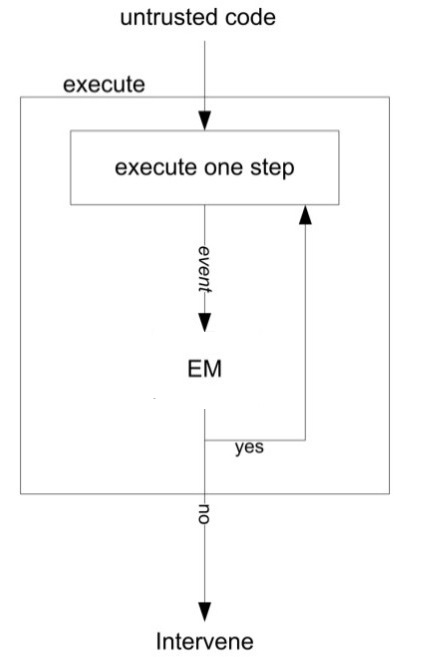 untrusted code
execute
execute one step
event
EM
yes
no
Intervene